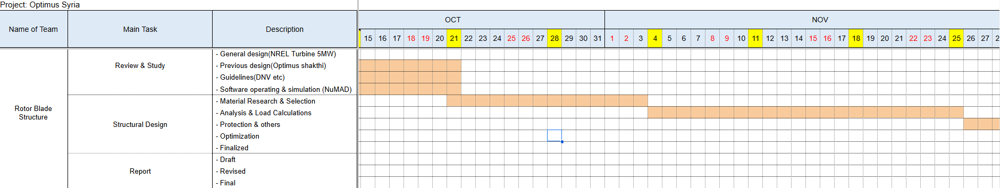 Project: Optimus Syria
Name of Team Main Task Description OCT NOV
15 16 17 18 19 20 21 22 23 24 25 26 27 28 29 30 31 1 2 3 4 5 6 7 8 9 10 11 12 13 14 15 16 17 18 19 20 21 22 23 24 25 26 27
- General design(NREL Turbine 5MW)
Review & Study
- Previous design(Optimus shakthi)
- Guidelines(DNV etc)
- Software operating & simulation (NuMAD)
Rotor Blade
Structure
Structural Design
- Material Research & Selection
- Analysis & Load Calculations
- Protection & others
- Optimization
- Finalized
Report
- Draft
- Revised
- Final